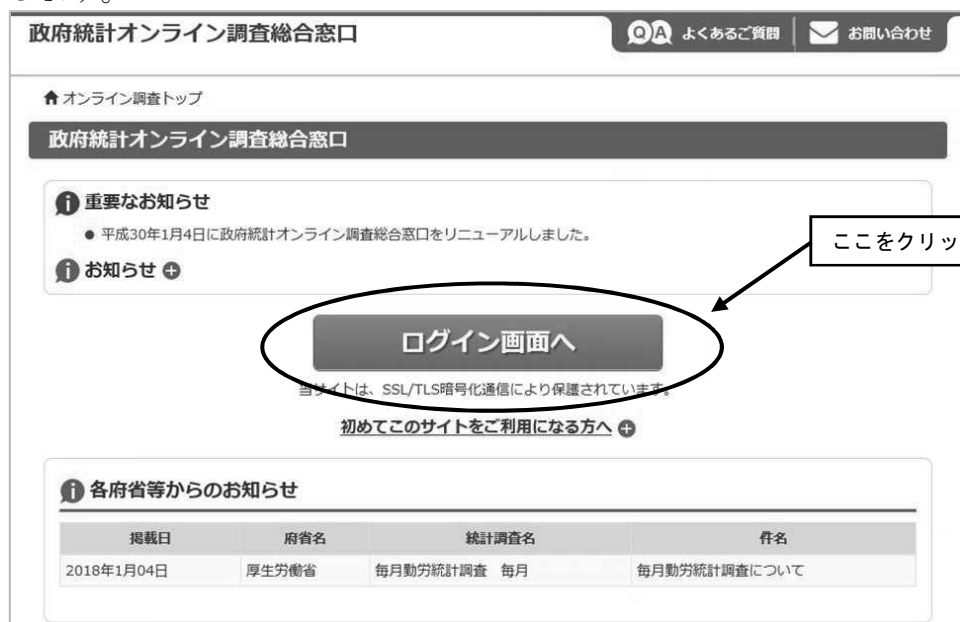 政府統計オンライン調査総合窓口
QA よくあるご質問
お問い合わせ
オンライン調査トップ
政府統計オンライン調査総合窓口
重要なお知らせ
● 平成30年1月4日に政府統計オンライン調査総合窓口をリニューアルしました。
ここをクリッ
お知らせ
ログイン画面へ
当サイトは、SSL/TLS暗号化通信により保護されています。
初めてこのサイトをご利用になる方へ
各府省等からのお知らせ
掲載日 府省名 統計調査名 件名
2018年1月04日 厚生労働省 毎月勤労統計調査 毎月 毎月勤労統計調査について